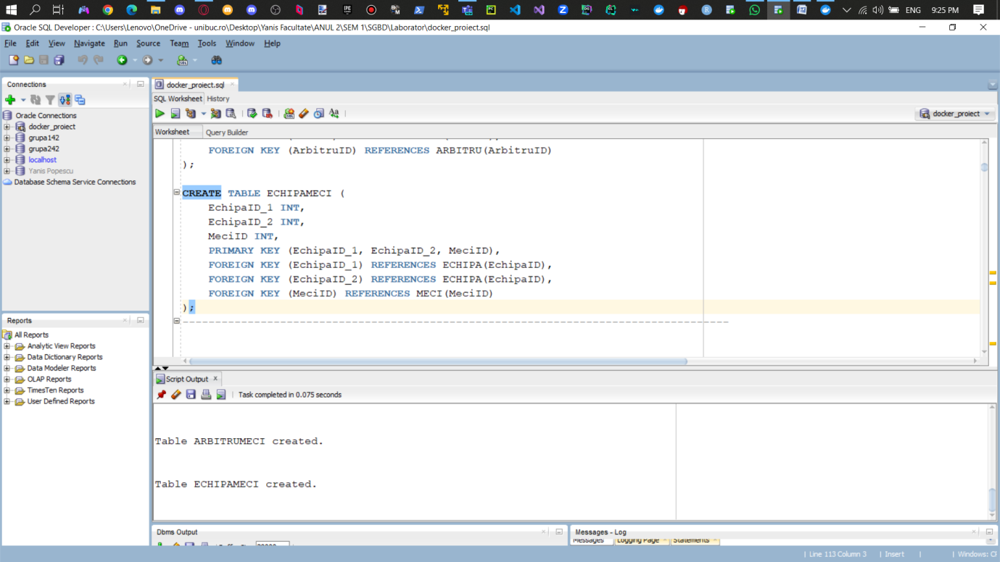 ENG 9:25 PM
Oracle SQL Developer : C:\Users\Lenovo\OneDrive - unibuc.ro\Desktop\Yanis Facultate\ANUL 2\SEM 1\SGBD\Laborator\docker_proiect.sql
File Edit View Navigate Run Source Team Tools Window Help
Connections
docker_proiect.sql
SQL Worksheet History
docker_proiect
Oracle Connections
docker_proiect
grupa142
grupa242
localhost
Yanis Popescu
Database Schema Service Connections
Worksheet Query Builder
FOREIGN KEY (ArbitruID) REFERENCES ARBITRU(ArbitruID)
);
CREATE TABLE ECHIPAMECI (
EchipaID_1 INT,
EchipaID_2 INT,
MeciID INT,
PRIMARY KEY (EchipaID_1, EchipaID_2, MeciID),
FOREIGN KEY (EchipaID_1) REFERENCES ECHIPA(EchipaID),
FOREIGN KEY (EchipaID_2) REFERENCES ECHIPA(EchipaID),
FOREIGN KEY (MeciID) REFERENCES MECI(MeciID)
);
Reports
All Reports
Analytic View Reports
Data Dictionary Reports
Data Modeler Reports
OLAP Reports
TimesTen Reports
User Defined Reports
Script Output
Task completed in 0.075 seconds
Table ARBITRUMECI created.
Table ECHIPAMECI created.
Dbms Output
Messages - Log
Messages Logging Page Statements
Line 113 Column 3 | Insert | | Windows: CF